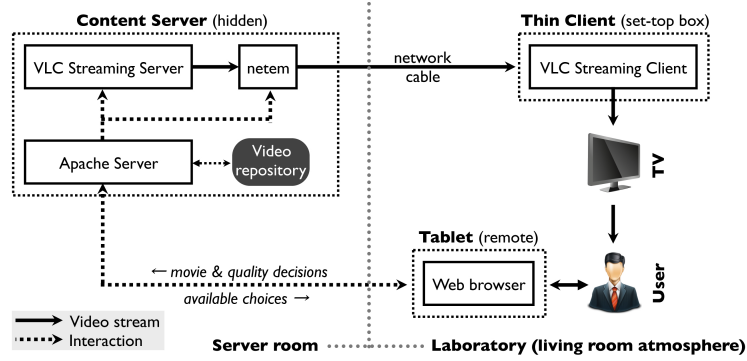 Content Server (hidden)
Thin Client (set-top box)
VLC Streaming Server
netem
network
cable
VLC Streaming Client
Apache Server
Video
repository
TV
Tablet (remote)
Web browser
User
← movie & quality decisions
available choices →
Video stream
Interaction
Server room
Laboratory (living room atmosphere)